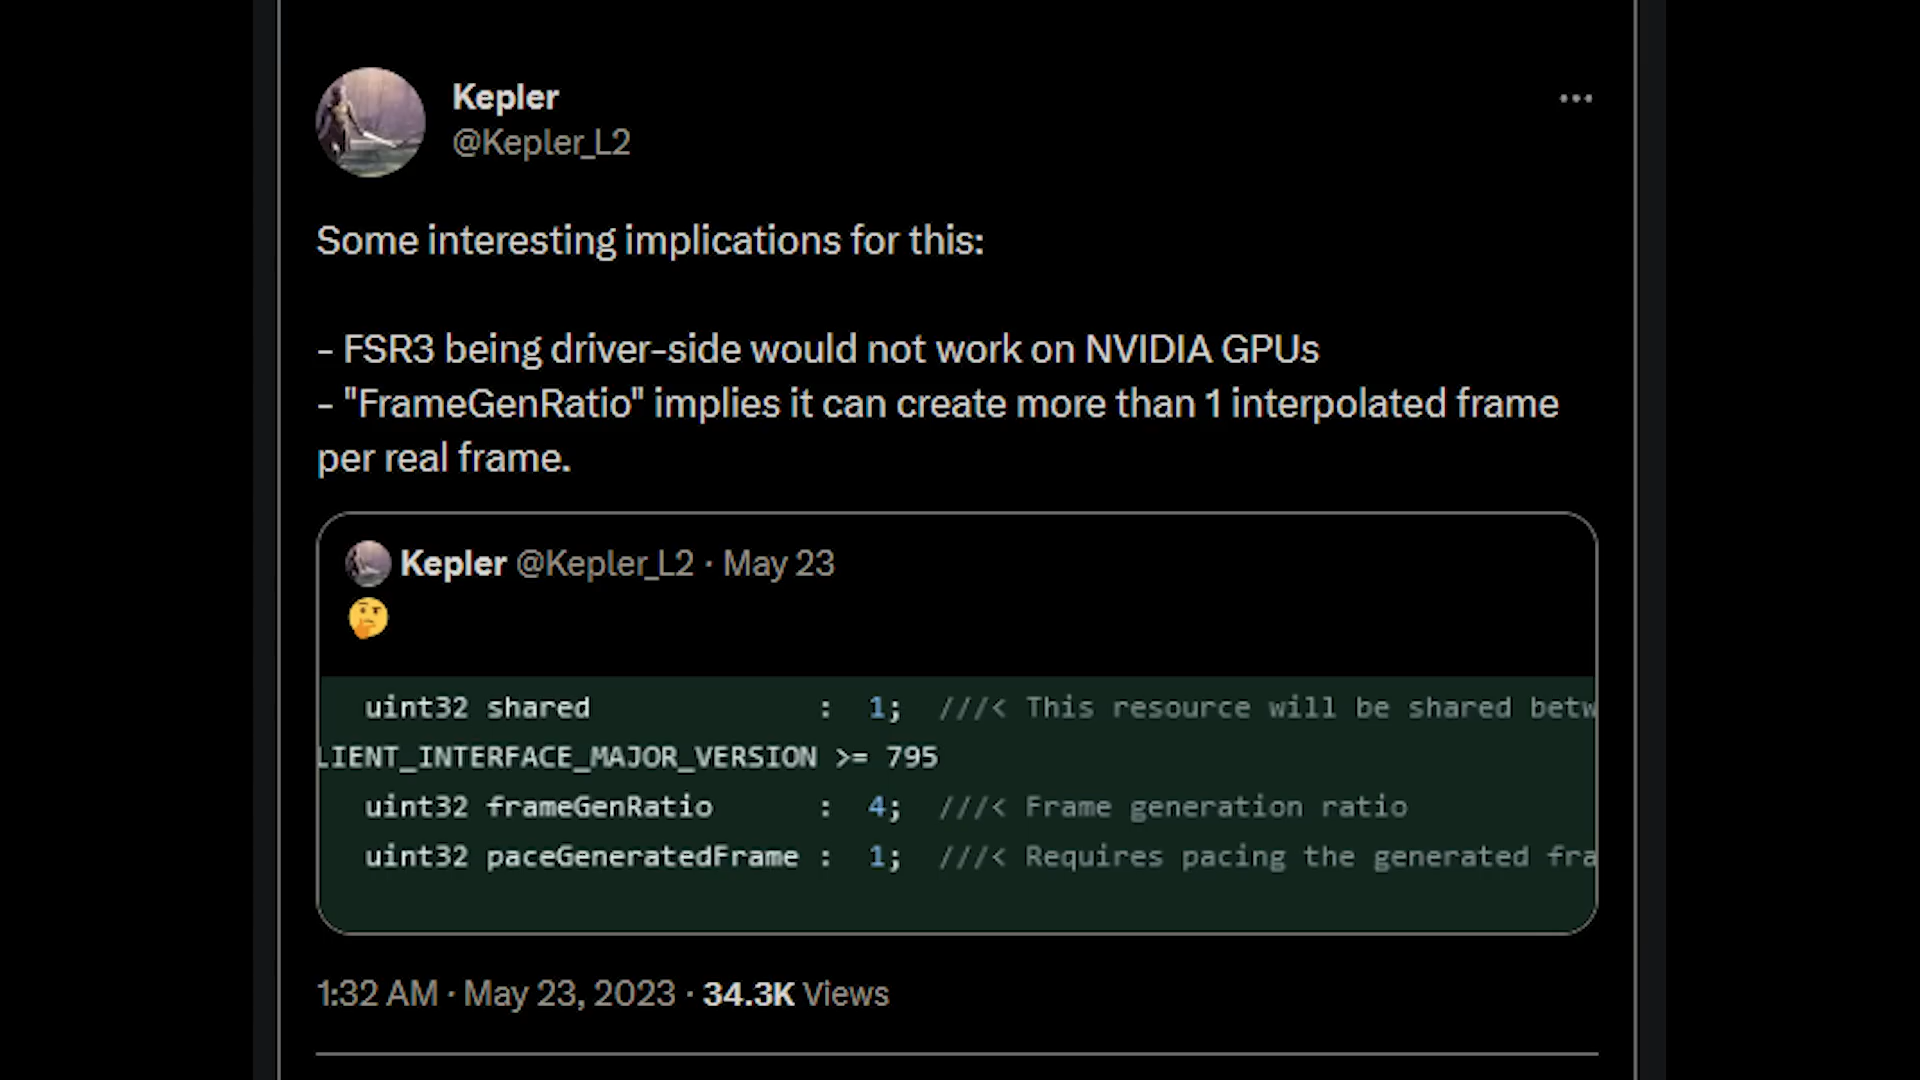 Kepler
@Kepler_L2
Some interesting implications for this:
- FSR3 being driver-side would not work on NVIDIA GPUs
- "FrameGenRatio" implies it can create more than 1 interpolated frame
per real frame.
Kepler @Kepler_L2 · May 23
🤔
uint32 shared : 1; ///< This resource will be shared betw
LIENT_INTERFACE_MAJOR_VERSION >= 795
uint32 frameGenRatio : 4; ///< Frame generation ratio
uint32 paceGeneratedFrame : 1; ///< Requires pacing the generated fra
1:32 AM · May 23, 2023 · 34.3K Views